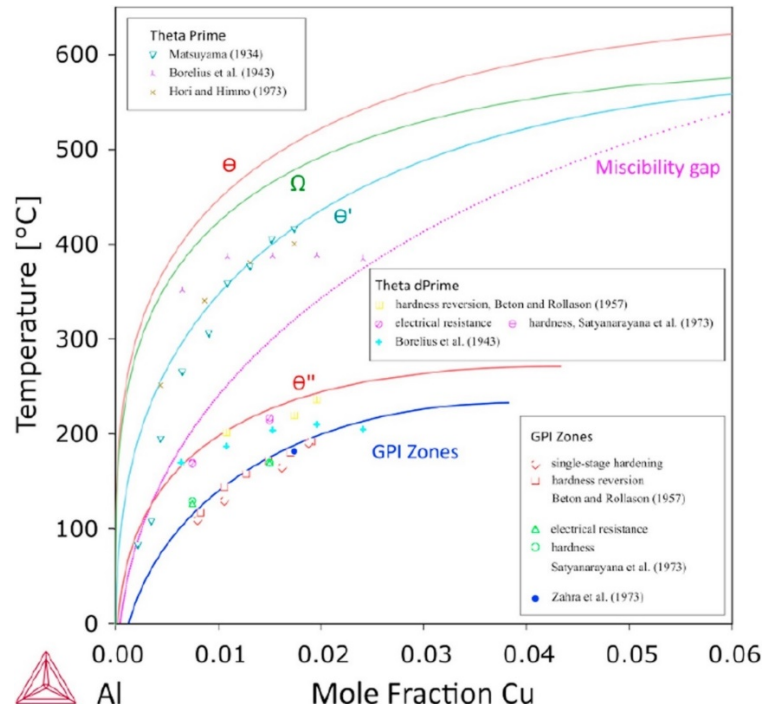 Theta Prime
Matsuyama (1934)
Borelius et al. (1943)
Hori and Himno (1973)
600
500
400
300
200
100
0
Temperature [°C]
Θ
Ω
Θ'
Miscibility gap
Theta dPrime
hardness reversion, Beton and Rollason (1957)
electrical resistance hardness, Satyanarayana et al. (1973)
Borelius et al. (1943)
Θ"
GPI Zones
GPI Zones
single-stage hardening
hardness reversion
Beton and Rollason (1957)
electrical resistance
hardness
Satyanarayana et al. (1973)
Zahra et al. (1973)
0.00 0.01 0.02 0.03 0.04 0.05 0.06
Al Mole Fraction Cu